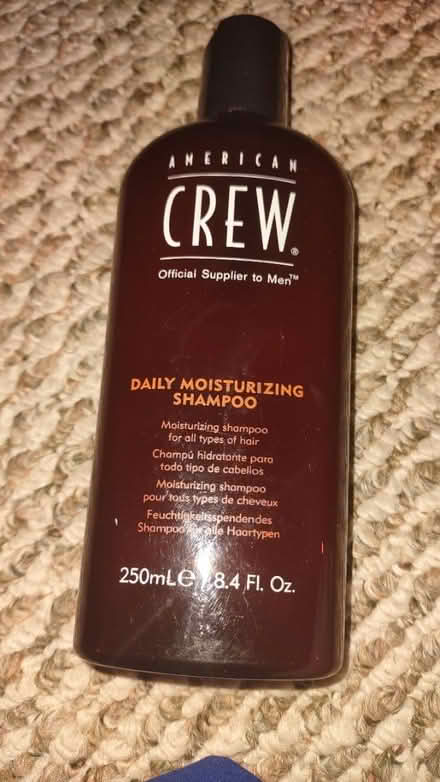 AMERICAN
CREW®
Official Supplier to Men™
DAILY MOISTURIZING
SHAMPOO
Moisturizing shampoo
for all types of hair
Champú hidratante para
todo tipo de cabellos
Moisturizing shampoo
pour tous types de cheveux
Feuchtigkeitsspendendes
Shampoo für alle Haartypen
250mL℮ 8.4 Fl. Oz.